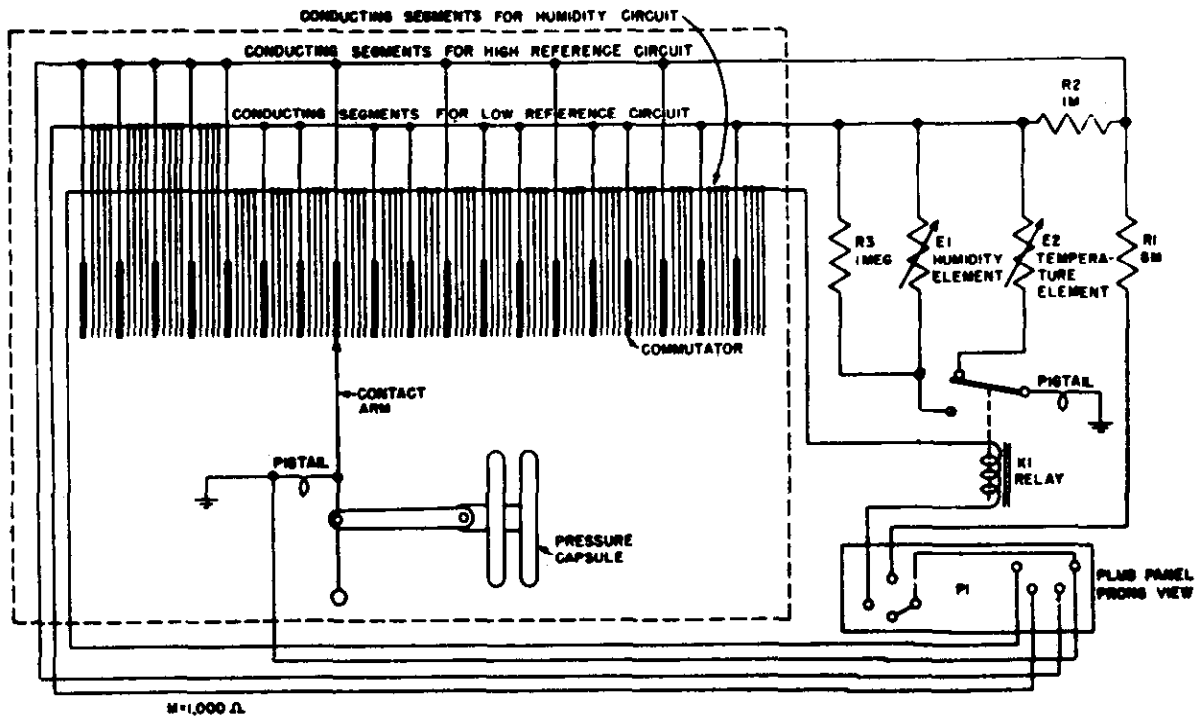 CONDUCTING SEGMENTS FOR HUMIDITY CIRCUIT
CONDUCTING SEGMENTS FOR HIGH REFERENCE CIRCUIT
CONDUCTING SEGMENTS FOR LOW REFERENCE CIRCUIT
R2
1M
R3
1MEG
E1
HUMIDITY
ELEMENT
E2
TEMPERA-
TURE
ELEMENT
R1
8M
COMMUTATOR
CONTACT
ARM
PIGTAIL
PIGTAIL
K1
RELAY
PRESSURE
CAPSULE
P1
PLUG PANEL
PRONG VIEW
M=1,000 Ω